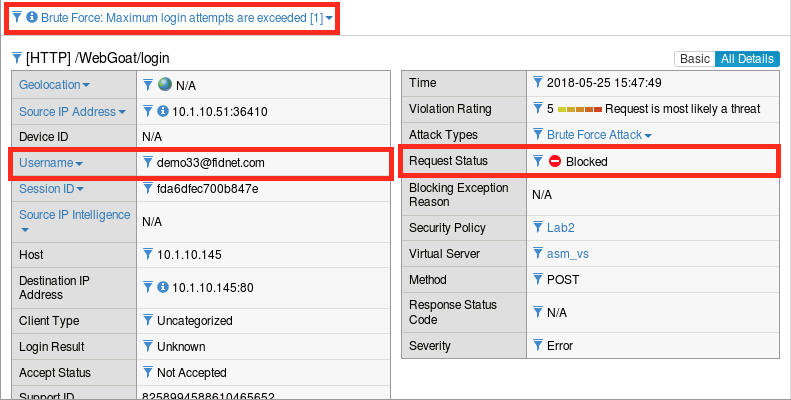 Brute Force: Maximum login attempts are exceeded [1]
[HTTP] /WebGoat/login
Basic All Details
Geolocation N/A
Source IP Address 10.1.10.51:36410
Device ID N/A
Username demo33@fidnet.com
Session ID fda6dfec700b847e
Source IP Intelligence N/A
Host 10.1.10.145
Destination IP
Address 10.1.10.145:80
Client Type Uncategorized
Login Result Unknown
Accept Status Not Accepted
Support ID 8258994588610465652
Time 2018-05-25 15:47:49
Violation Rating 5 Request is most likely a threat
Attack Types Brute Force Attack
Request Status Blocked
Blocking Exception
Reason N/A
Security Policy Lab2
Virtual Server asm_vs
Method POST
Response Status
Code N/A
Severity Error